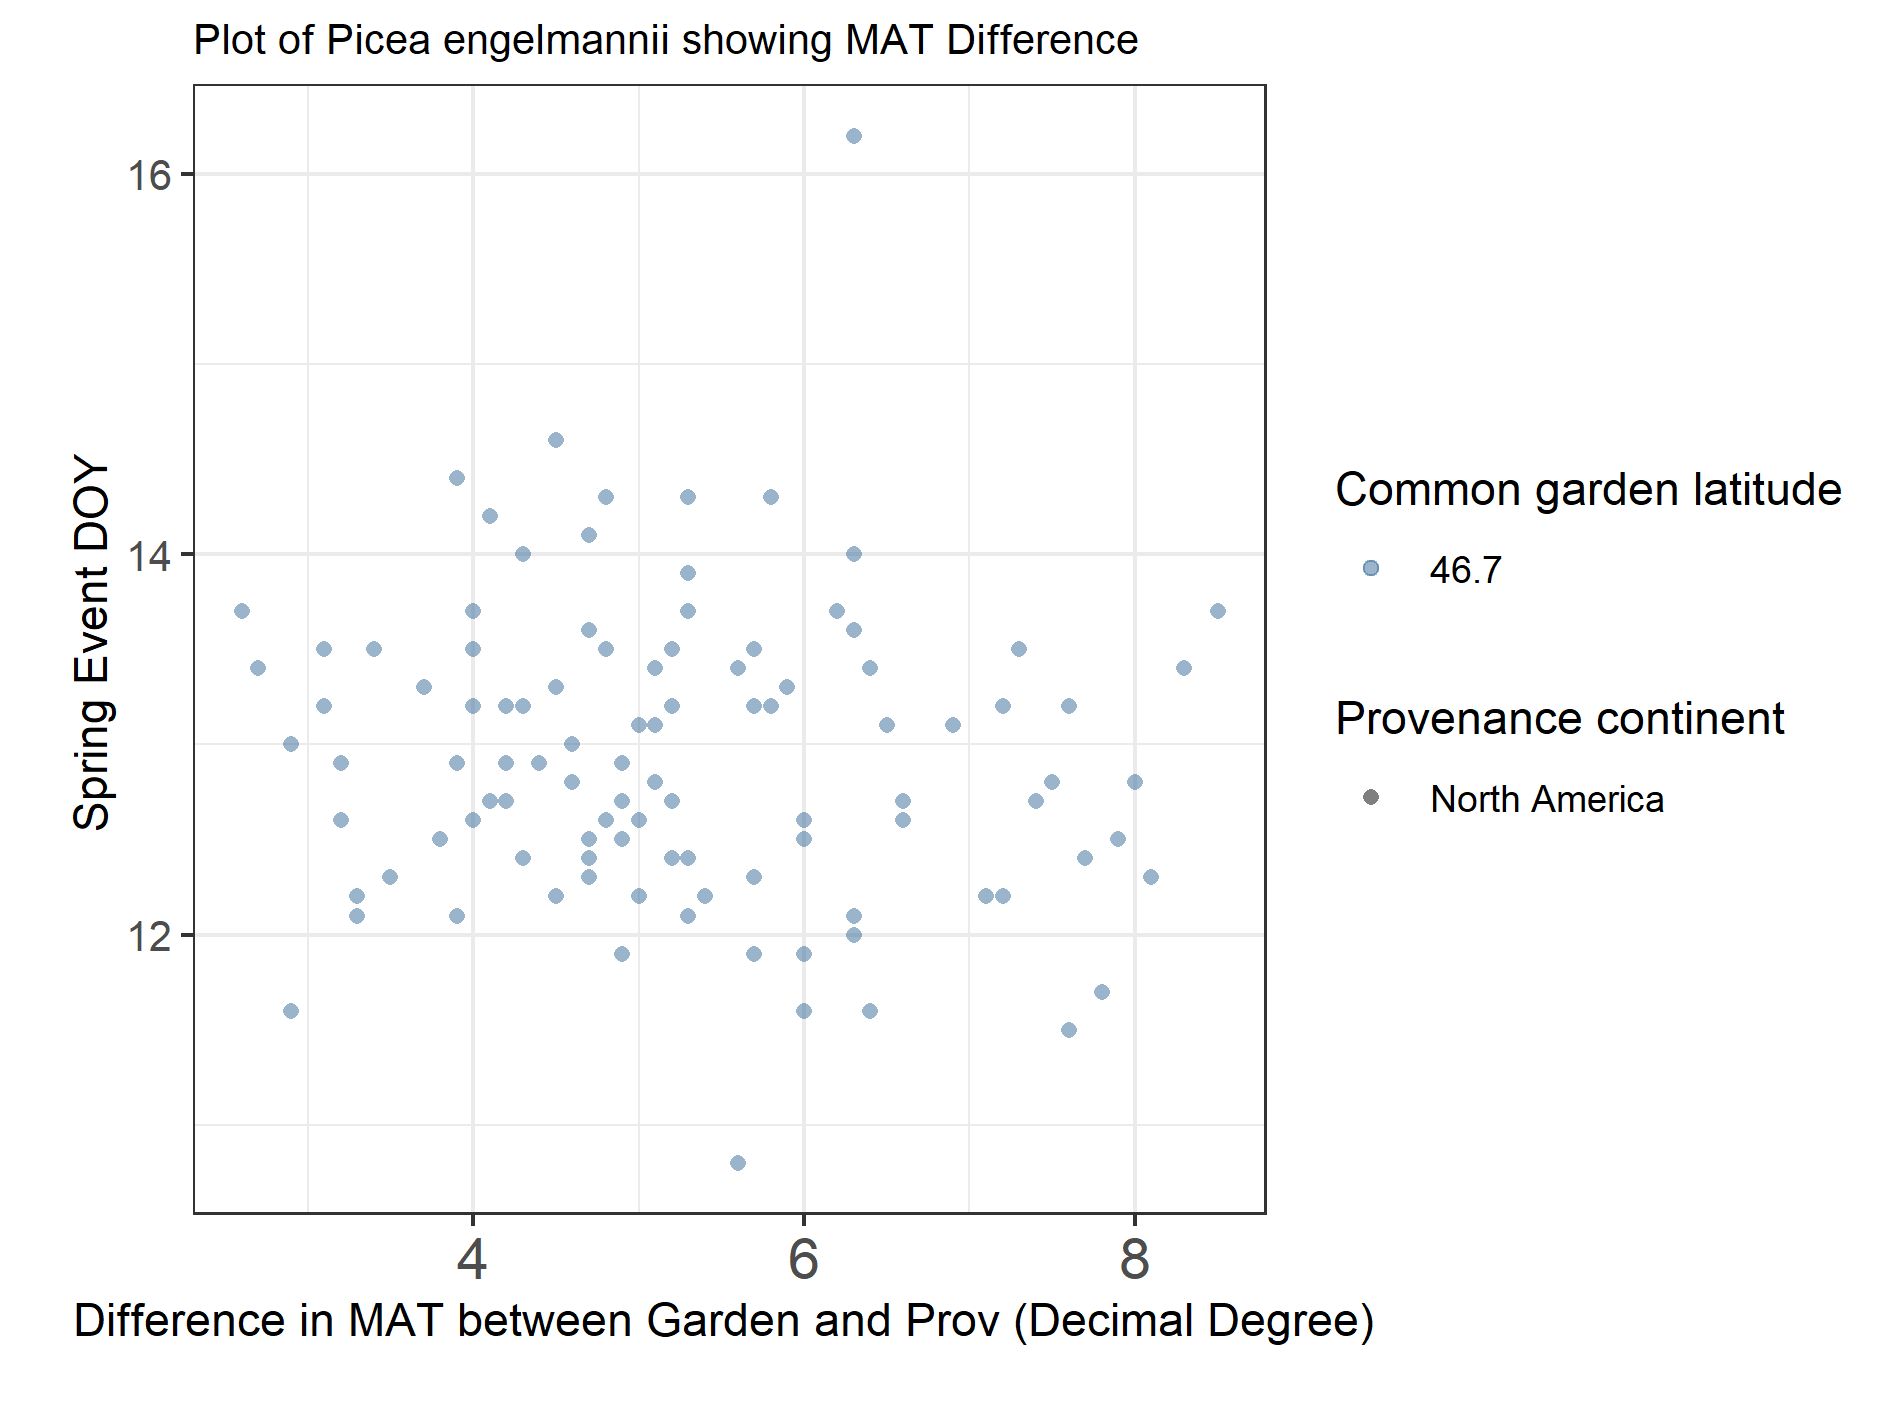 Plot of Picea engelmannii showing MAT Difference
16
14
12
Spring Event DOY
4 6 8
Difference in MAT between Garden and Prov (Decimal Degree)
Common garden latitude
46.7
Provenance continent
North America